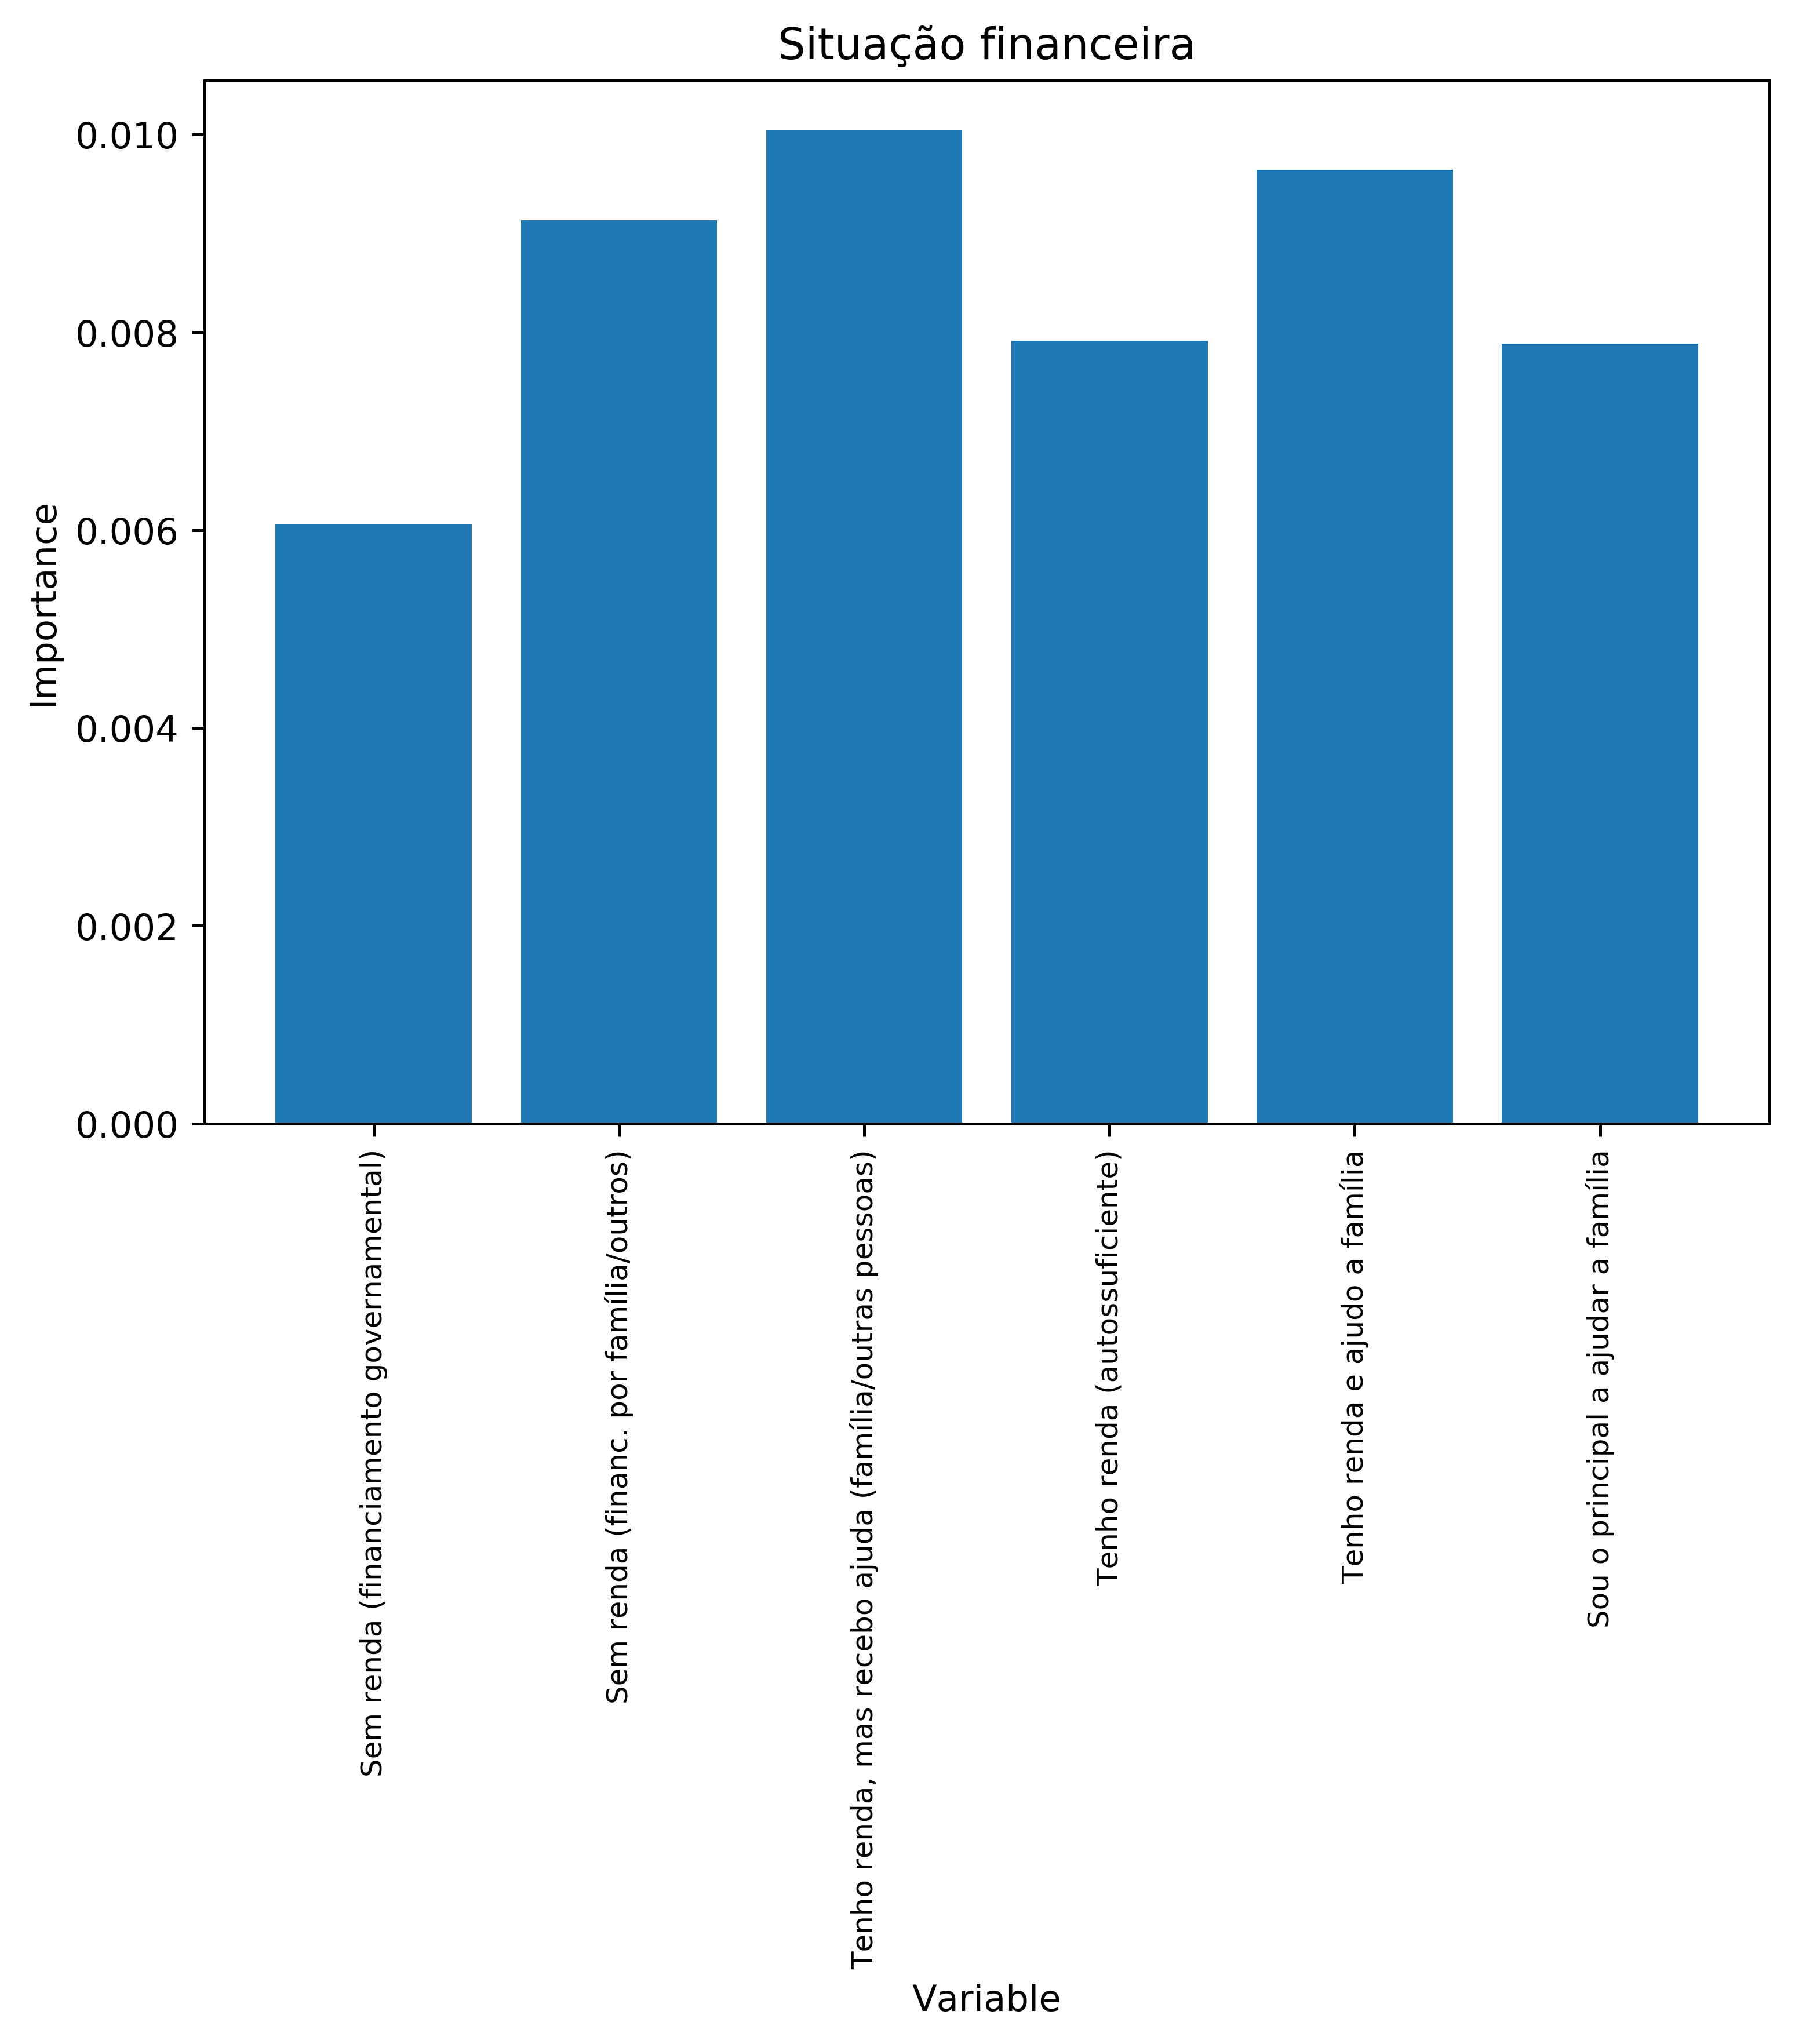 Situação financeira
Importance
0.010
0.008
0.006
0.004
0.002
0.000
Sem renda (financiamento governamental)
Sem renda (financ. por família/outros)
Tenho renda, mas recebo ajuda (família/outras pessoas)
Tenho renda (autossuficiente)
Tenho renda e ajudo a família
Sou o principal a ajudar a família
Variable